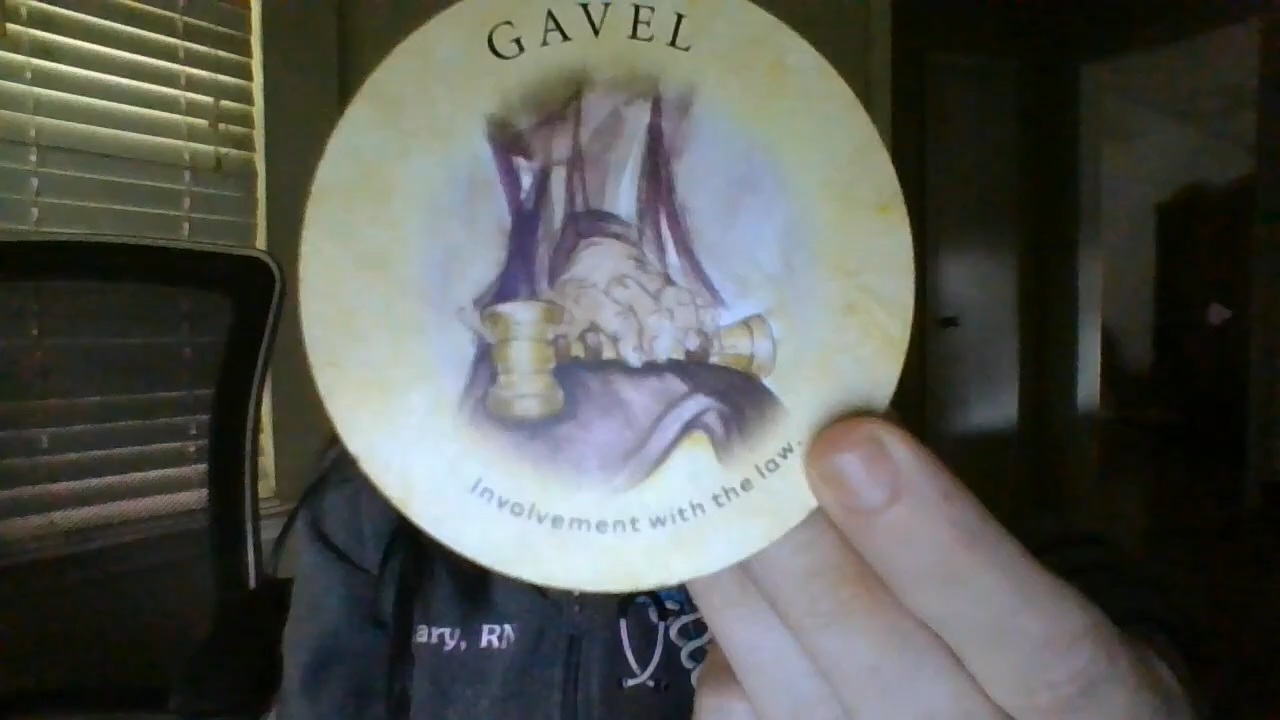 GAVEL
Involvement with the law.
ary, RN